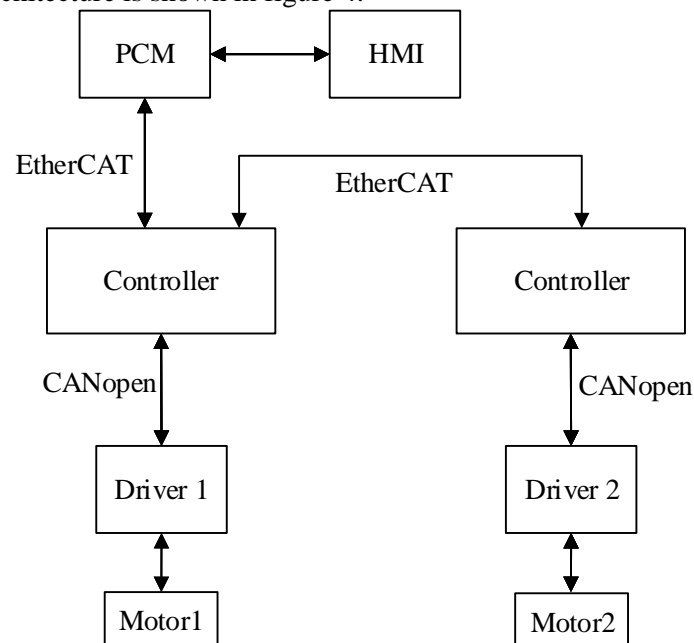 chitecture is shown in figure 4.
PCM
HMI
EtherCAT
EtherCAT
Controller
Controller
CANopen
CANopen
Driver 1
Driver 2
Motor1
Motor2